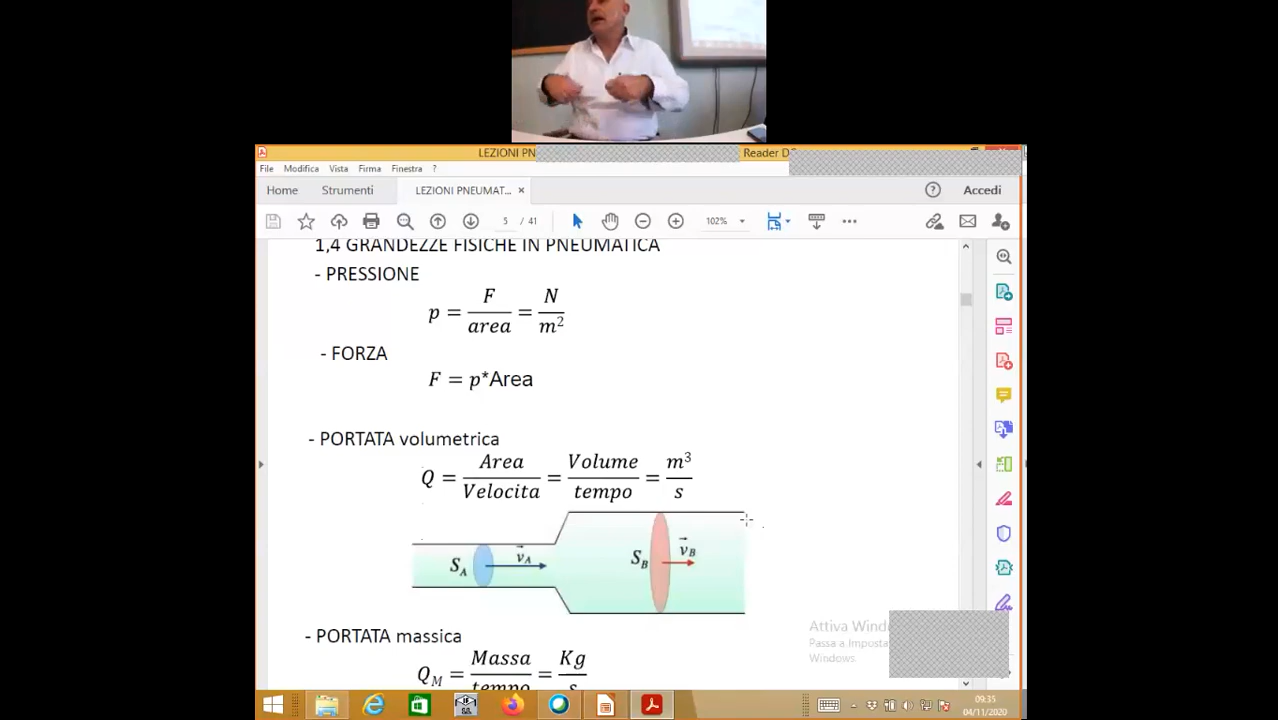 LEZIONI PN Reader D
File Modifica Vista Firma Finestra ?
Home Strumenti LEZIONI PNEUMAT... × ? Accedi
5 / 41 102%
1,4 GRANDEZZE FISICHE IN PNEUMATICA
- PRESSIONE
p = F/area = N/m²
- FORZA
F = p*Area
- PORTATA volumetrica
Q = Area/Velocita = Volume/tempo = m³/s
S_A v_A S_B v_B
- PORTATA massica
Q_M = Massa/tempo = Kg/s
Attiva Wind
Passa a Imposta
Windows.
09:35
04/11/2020